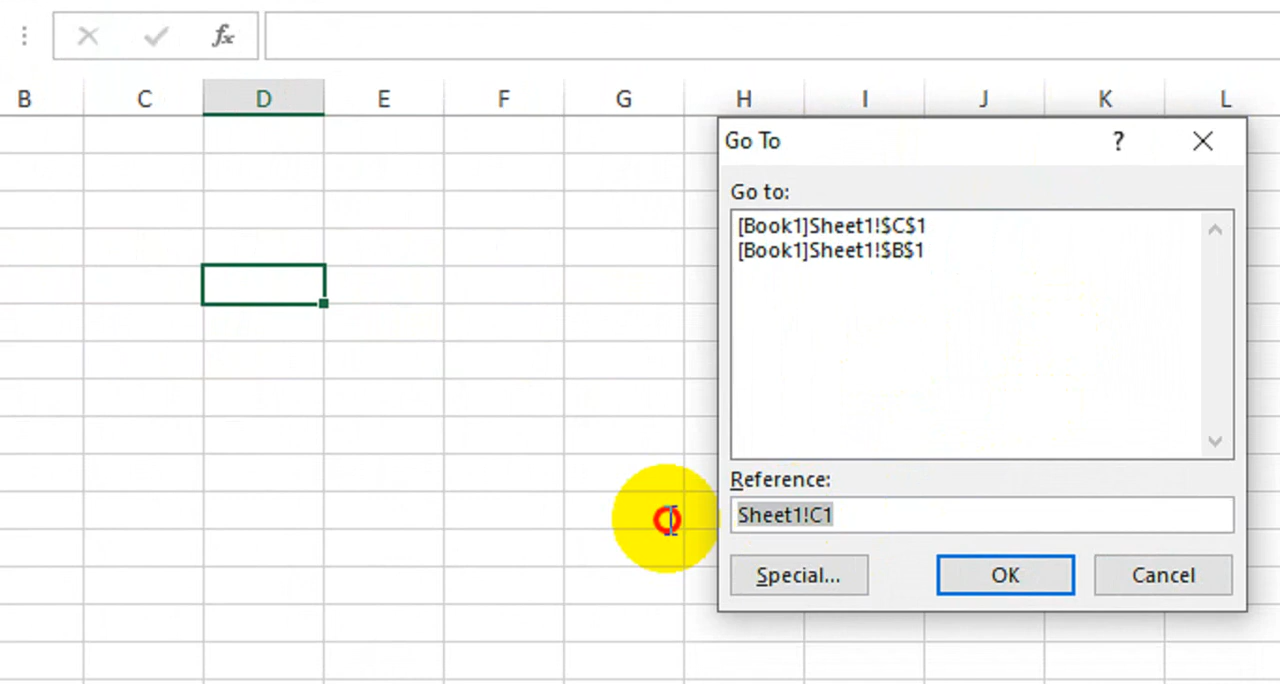 fx
B C D E F G H I J K L
Go To ?
Go to:
[Book1]Sheet1!$C$1
[Book1]Sheet1!$B$1
Reference:
Sheet1!C1
Special... OK Cancel